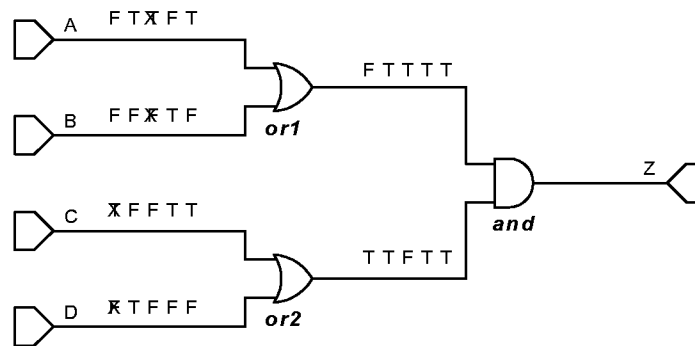 A F T T F T
B F F F T F
or1
F T T T T
Z
and
C T F F T T
D F T F F F
or2
T T F T T